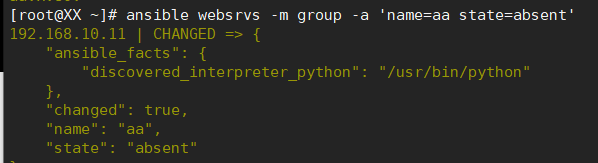 [root@XX ~]# ansible websrvs -m group -a 'name=aa state=absent'
192.168.10.11 | CHANGED => {
    "ansible_facts": {
        "discovered_interpreter_python": "/usr/bin/python"
    },
    "changed": true,
    "name": "aa",
    "state": "absent"